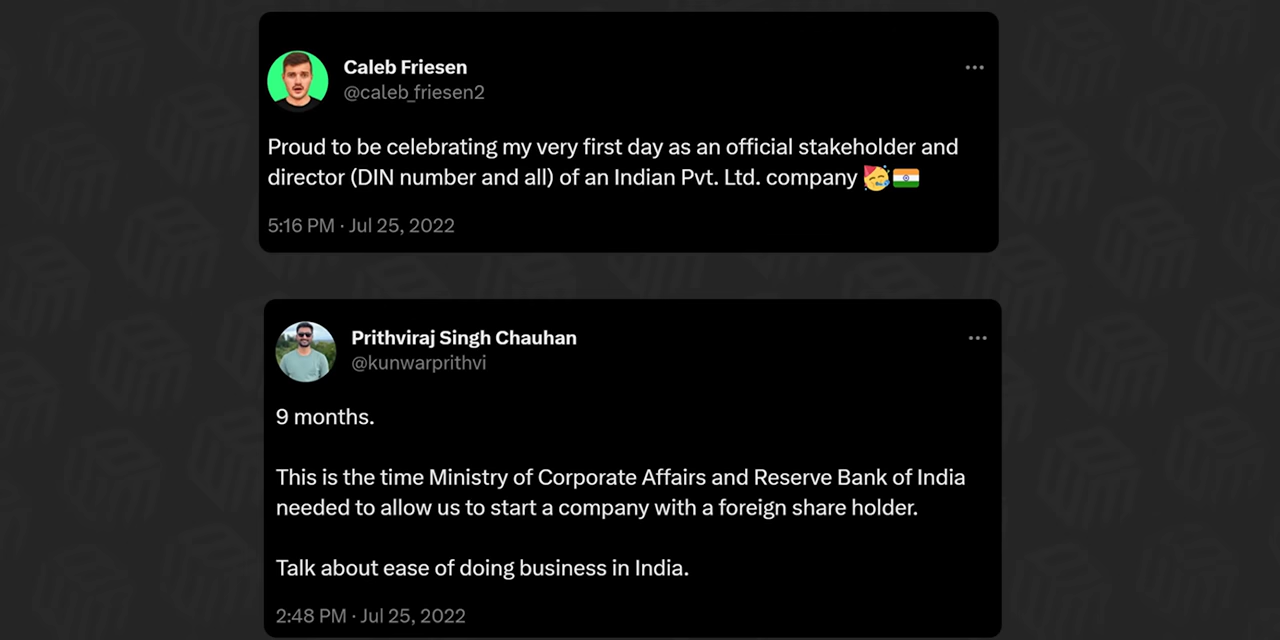 Caleb Friesen
@caleb_friesen2
Proud to be celebrating my very first day as an official stakeholder and
director (DIN number and all) of an Indian Pvt. Ltd. company 🥳🇮🇳
5:16 PM · Jul 25, 2022
Prithviraj Singh Chauhan
@kunwarprithvi
9 months.
This is the time Ministry of Corporate Affairs and Reserve Bank of India
needed to allow us to start a company with a foreign share holder.
Talk about ease of doing business in India.
2:48 PM · Jul 25, 2022